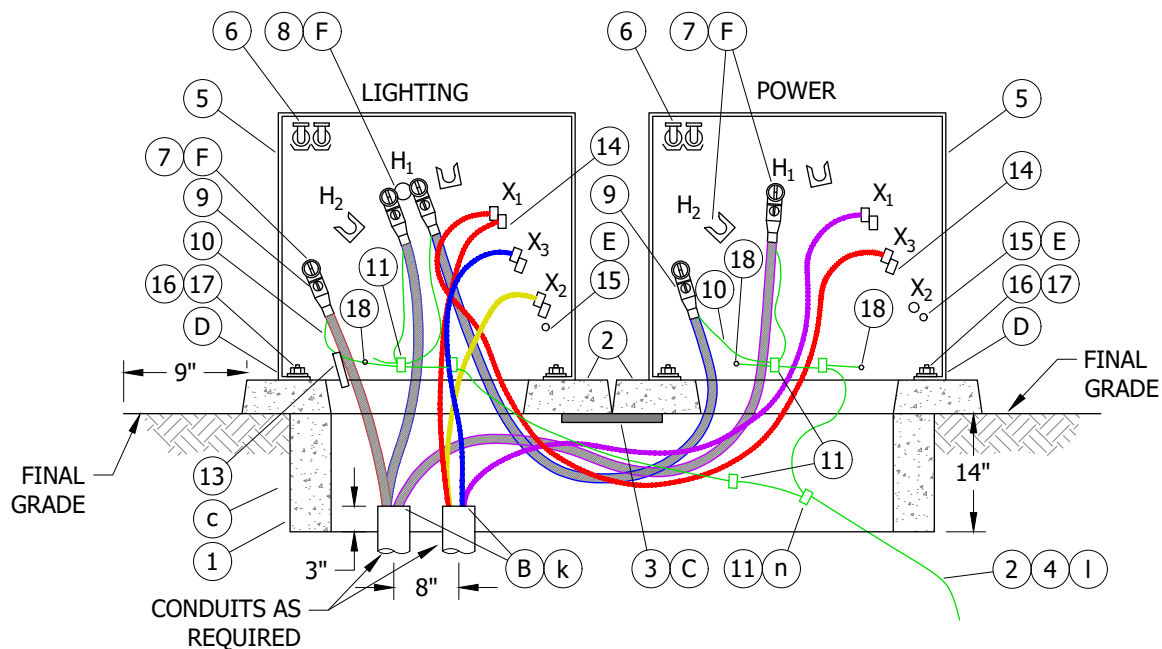 6 8 F 6 7 F
LIGHTING POWER
5 5
7 F 14
H1 H1
9 H2 X1 9 H2 X1 14
10 X3 E X3 15 E
16 17 11 X2 15 10 18 X2 16 17
D 18 18 D
2
9" FINAL
GRADE
FINAL
GRADE
13 11 14"
c
1 3" B k 3 C 11 n 2 4 l
8"
CONDUITS AS
REQUIRED